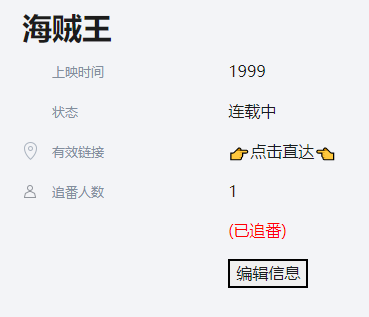 海贼王
上映时间 1999
状态 连载中
有效链接 👉点击直达👈
追番人数 1
(已追番)
编辑信息